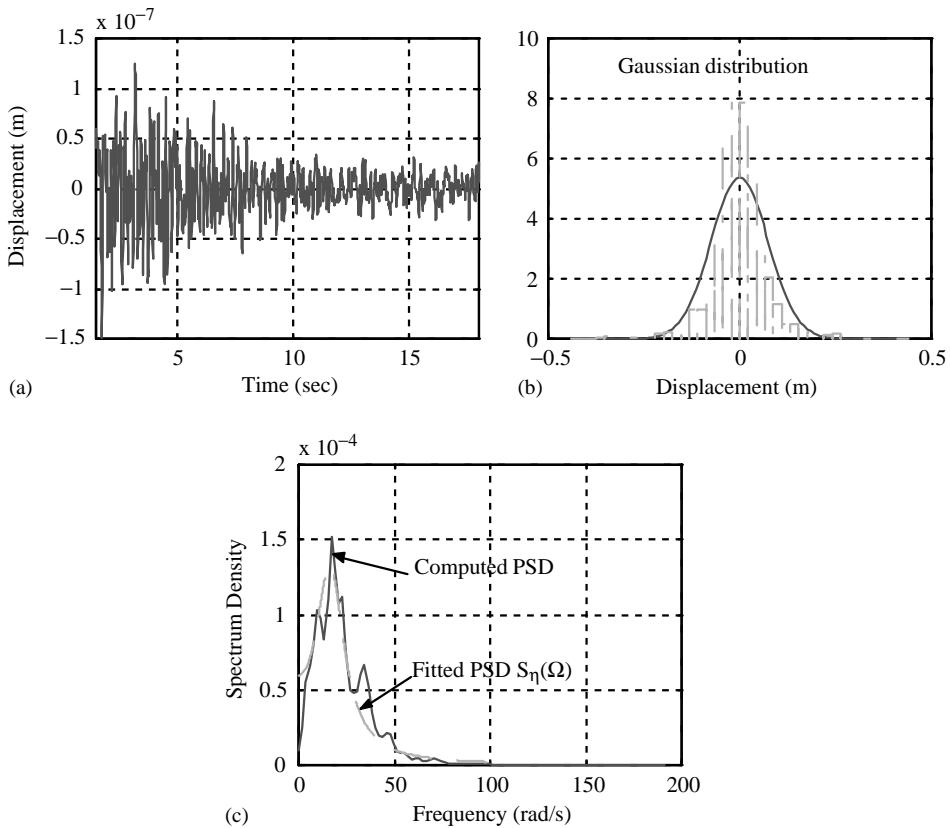 x 10⁻⁷
1.5
1
0.5
0
−0.5
−1
−1.5
5
10
15
Displacement (m)
Time (sec)
(a)
10
8
6
4
2
0
−0.5
0
0.5
Gaussian distribution
Displacement (m)
(b)
x 10⁻⁴
2
1.5
1
0.5
0
0
50
100
150
200
Spectrum Density
Computed PSD
Fitted PSD Sη(Ω)
Frequency (rad/s)
(c)